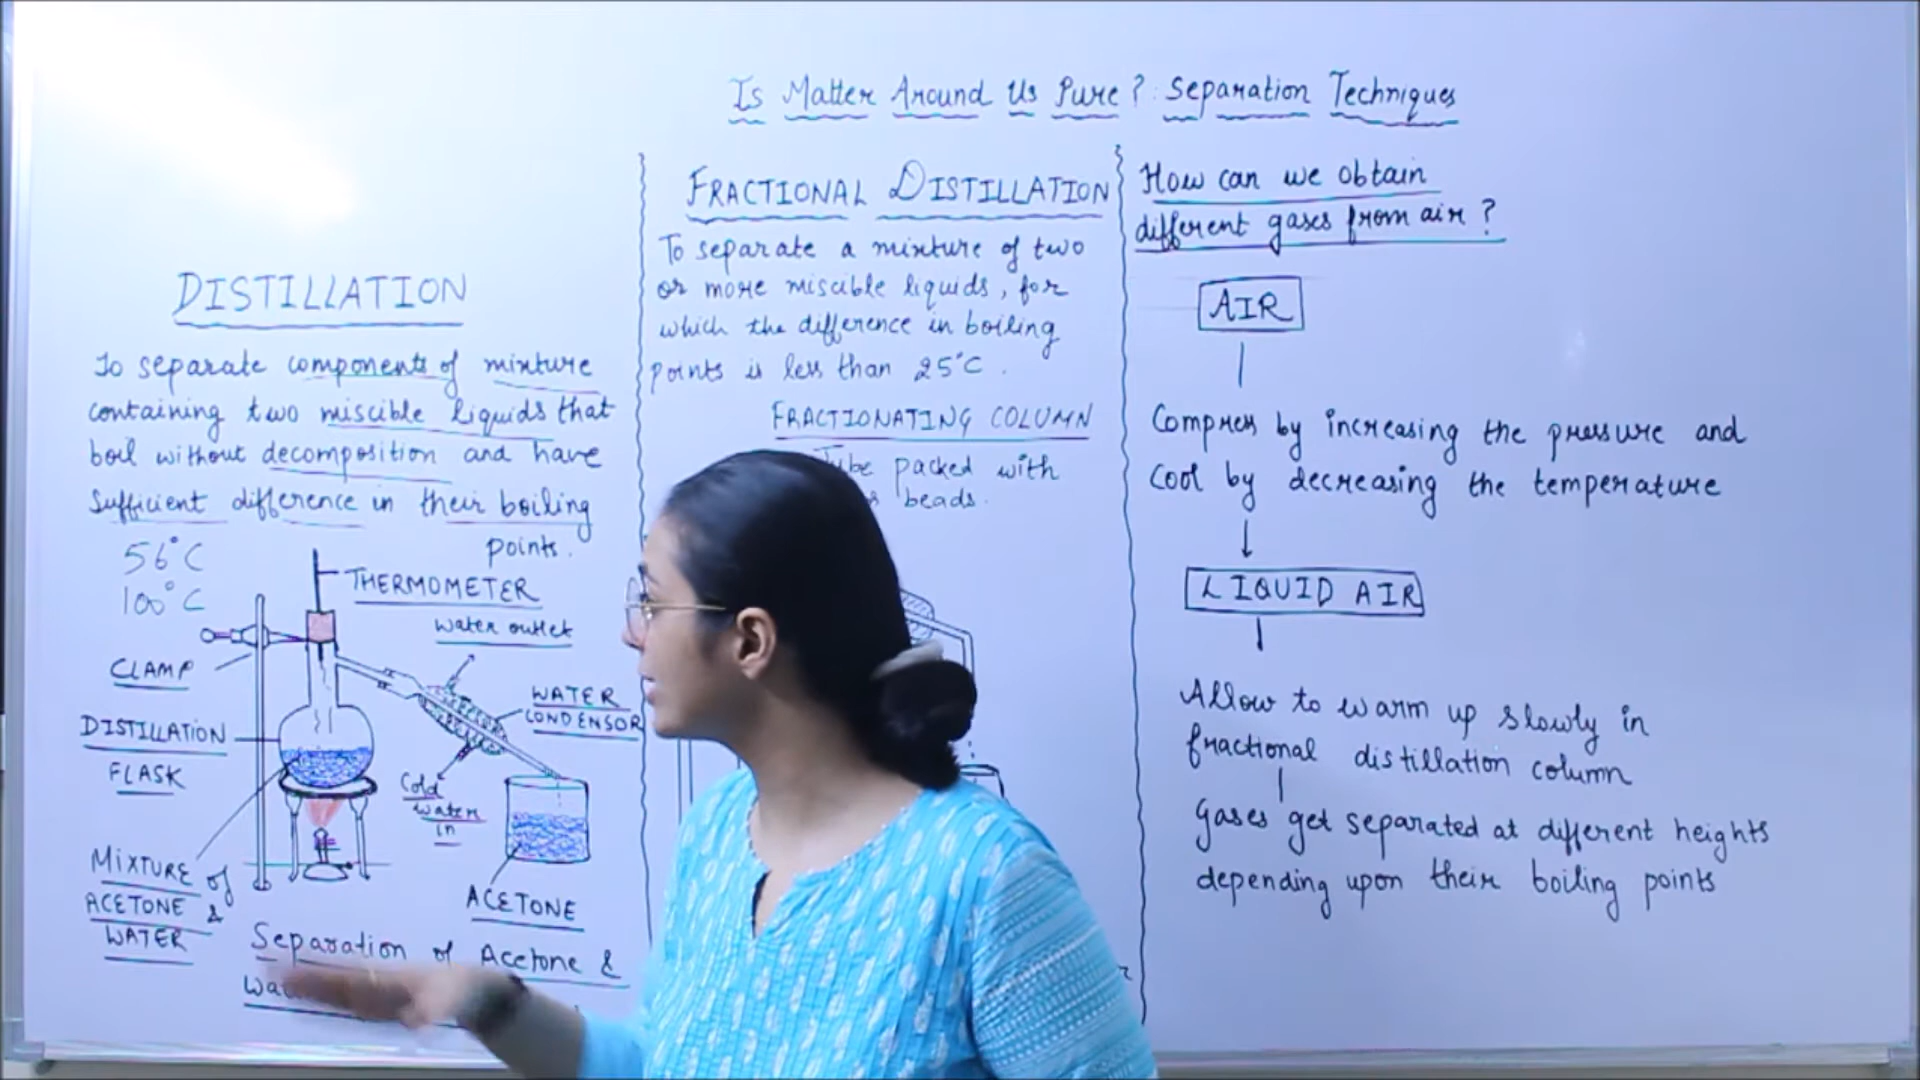 Is Matter Around Us Pure? : Separation Techniques
DISTILLATION
To separate components of mixture
containing two miscible liquids that
boil without decomposition and have
sufficient difference in their boiling
points.
56°C
100°C
THERMOMETER
Water outlet
CLAMP
WATER
CONDENSOR
DISTILLATION
FLASK
Cold
water
in
MIXTURE of
ACETONE &
WATER
ACETONE
Separation of Acetone &
FRACTIONAL DISTILLATION
To separate a mixture of two
or more miscible liquids, for
which the difference in boiling
points is less than 25°C.
FRACTIONATING COLUMN
Tube packed with
beads.
How can we obtain
different gases from air?
AIR
Compress by increasing the pressure and
Cool by decreasing the temperature
LIQUID AIR
Allow to warm up slowly in
fractional distillation column
Gases get separated at different heights
depending upon their boiling points